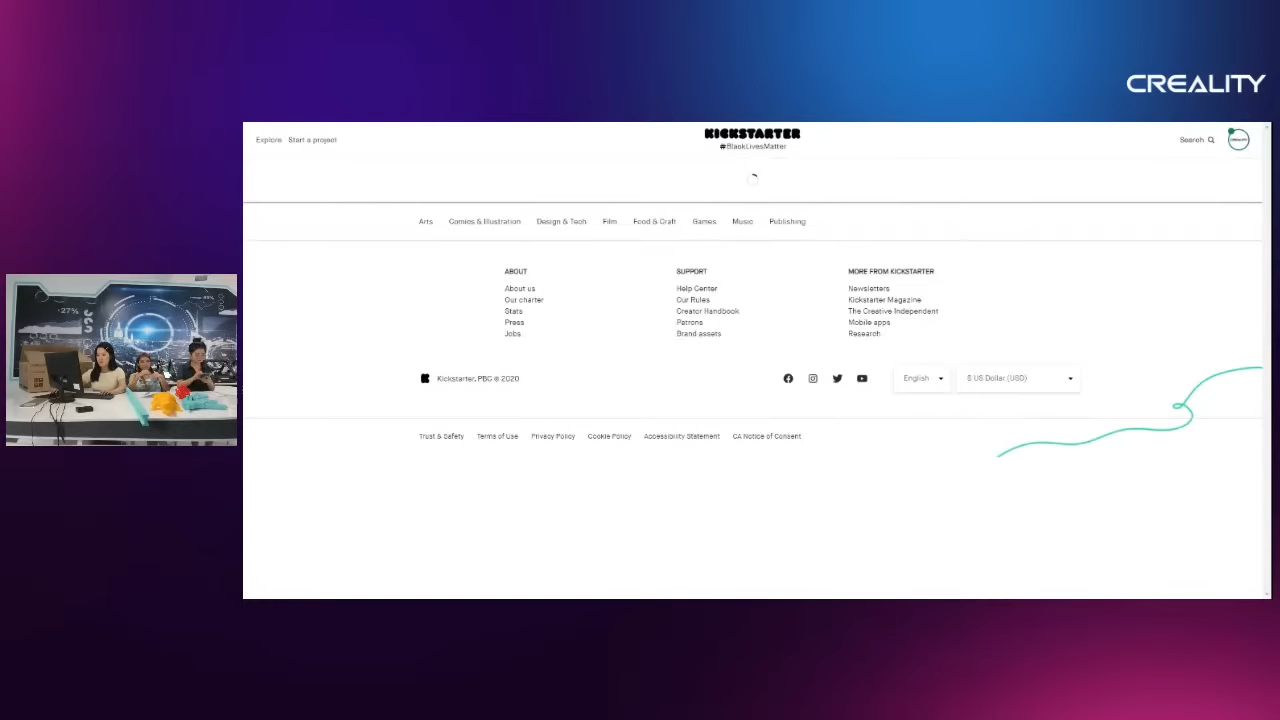 CREALITY
Explore Start a project
KICKSTARTER
#BlackLivesMatter
Search
Arts Comics & Illustration Design & Tech Film Food & Craft Games Music Publishing
ABOUT
About us
Our charter
Stats
Press
Jobs
SUPPORT
Help Center
Our Rules
Creator Handbook
Patrons
Brand assets
MORE FROM KICKSTARTER
Newsletters
Kickstarter Magazine
The Creative Independent
Mobile apps
Research
Kickstarter, PBC © 2020
English
$ US Dollar (USD)
Trust & Safety Terms of Use Privacy Policy Cookie Policy Accessibility Statement CA Notice of Consent
-27%